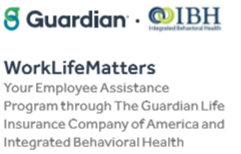 Guardian · IBH
Integrated Behavioral Health
WorkLifeMatters
Your Employee Assistance
Program through The Guardian Life
Insurance Company of America and
Integrated Behavioral Health